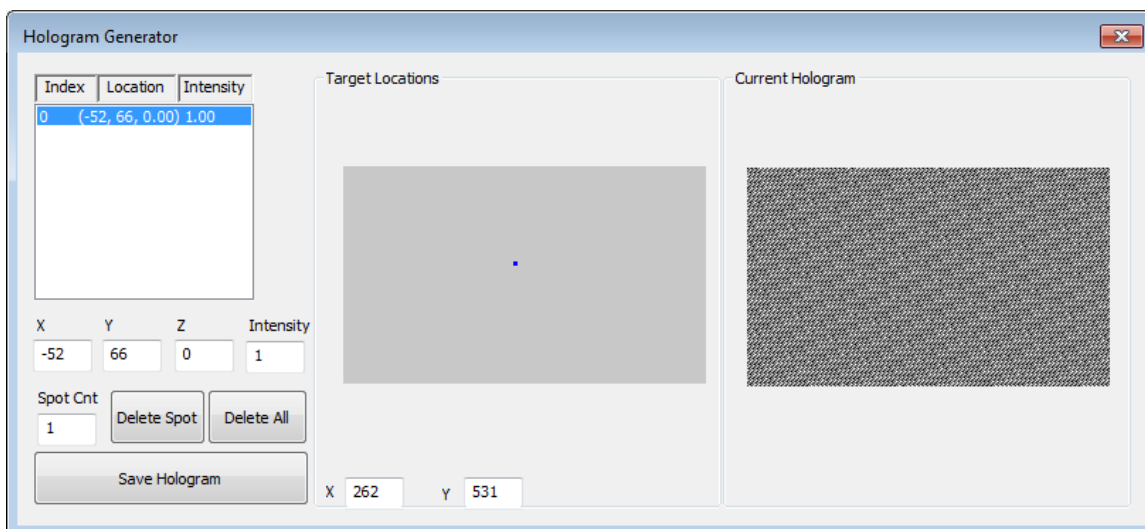 Hologram Generator
Target Locations
Current Hologram
Index Location Intensity
0 (-52, 66, 0.00) 1.00
X Y Z Intensity
-52 66 0 1
Spot Cnt
1
Delete Spot Delete All
Save Hologram
X 262 Y 531